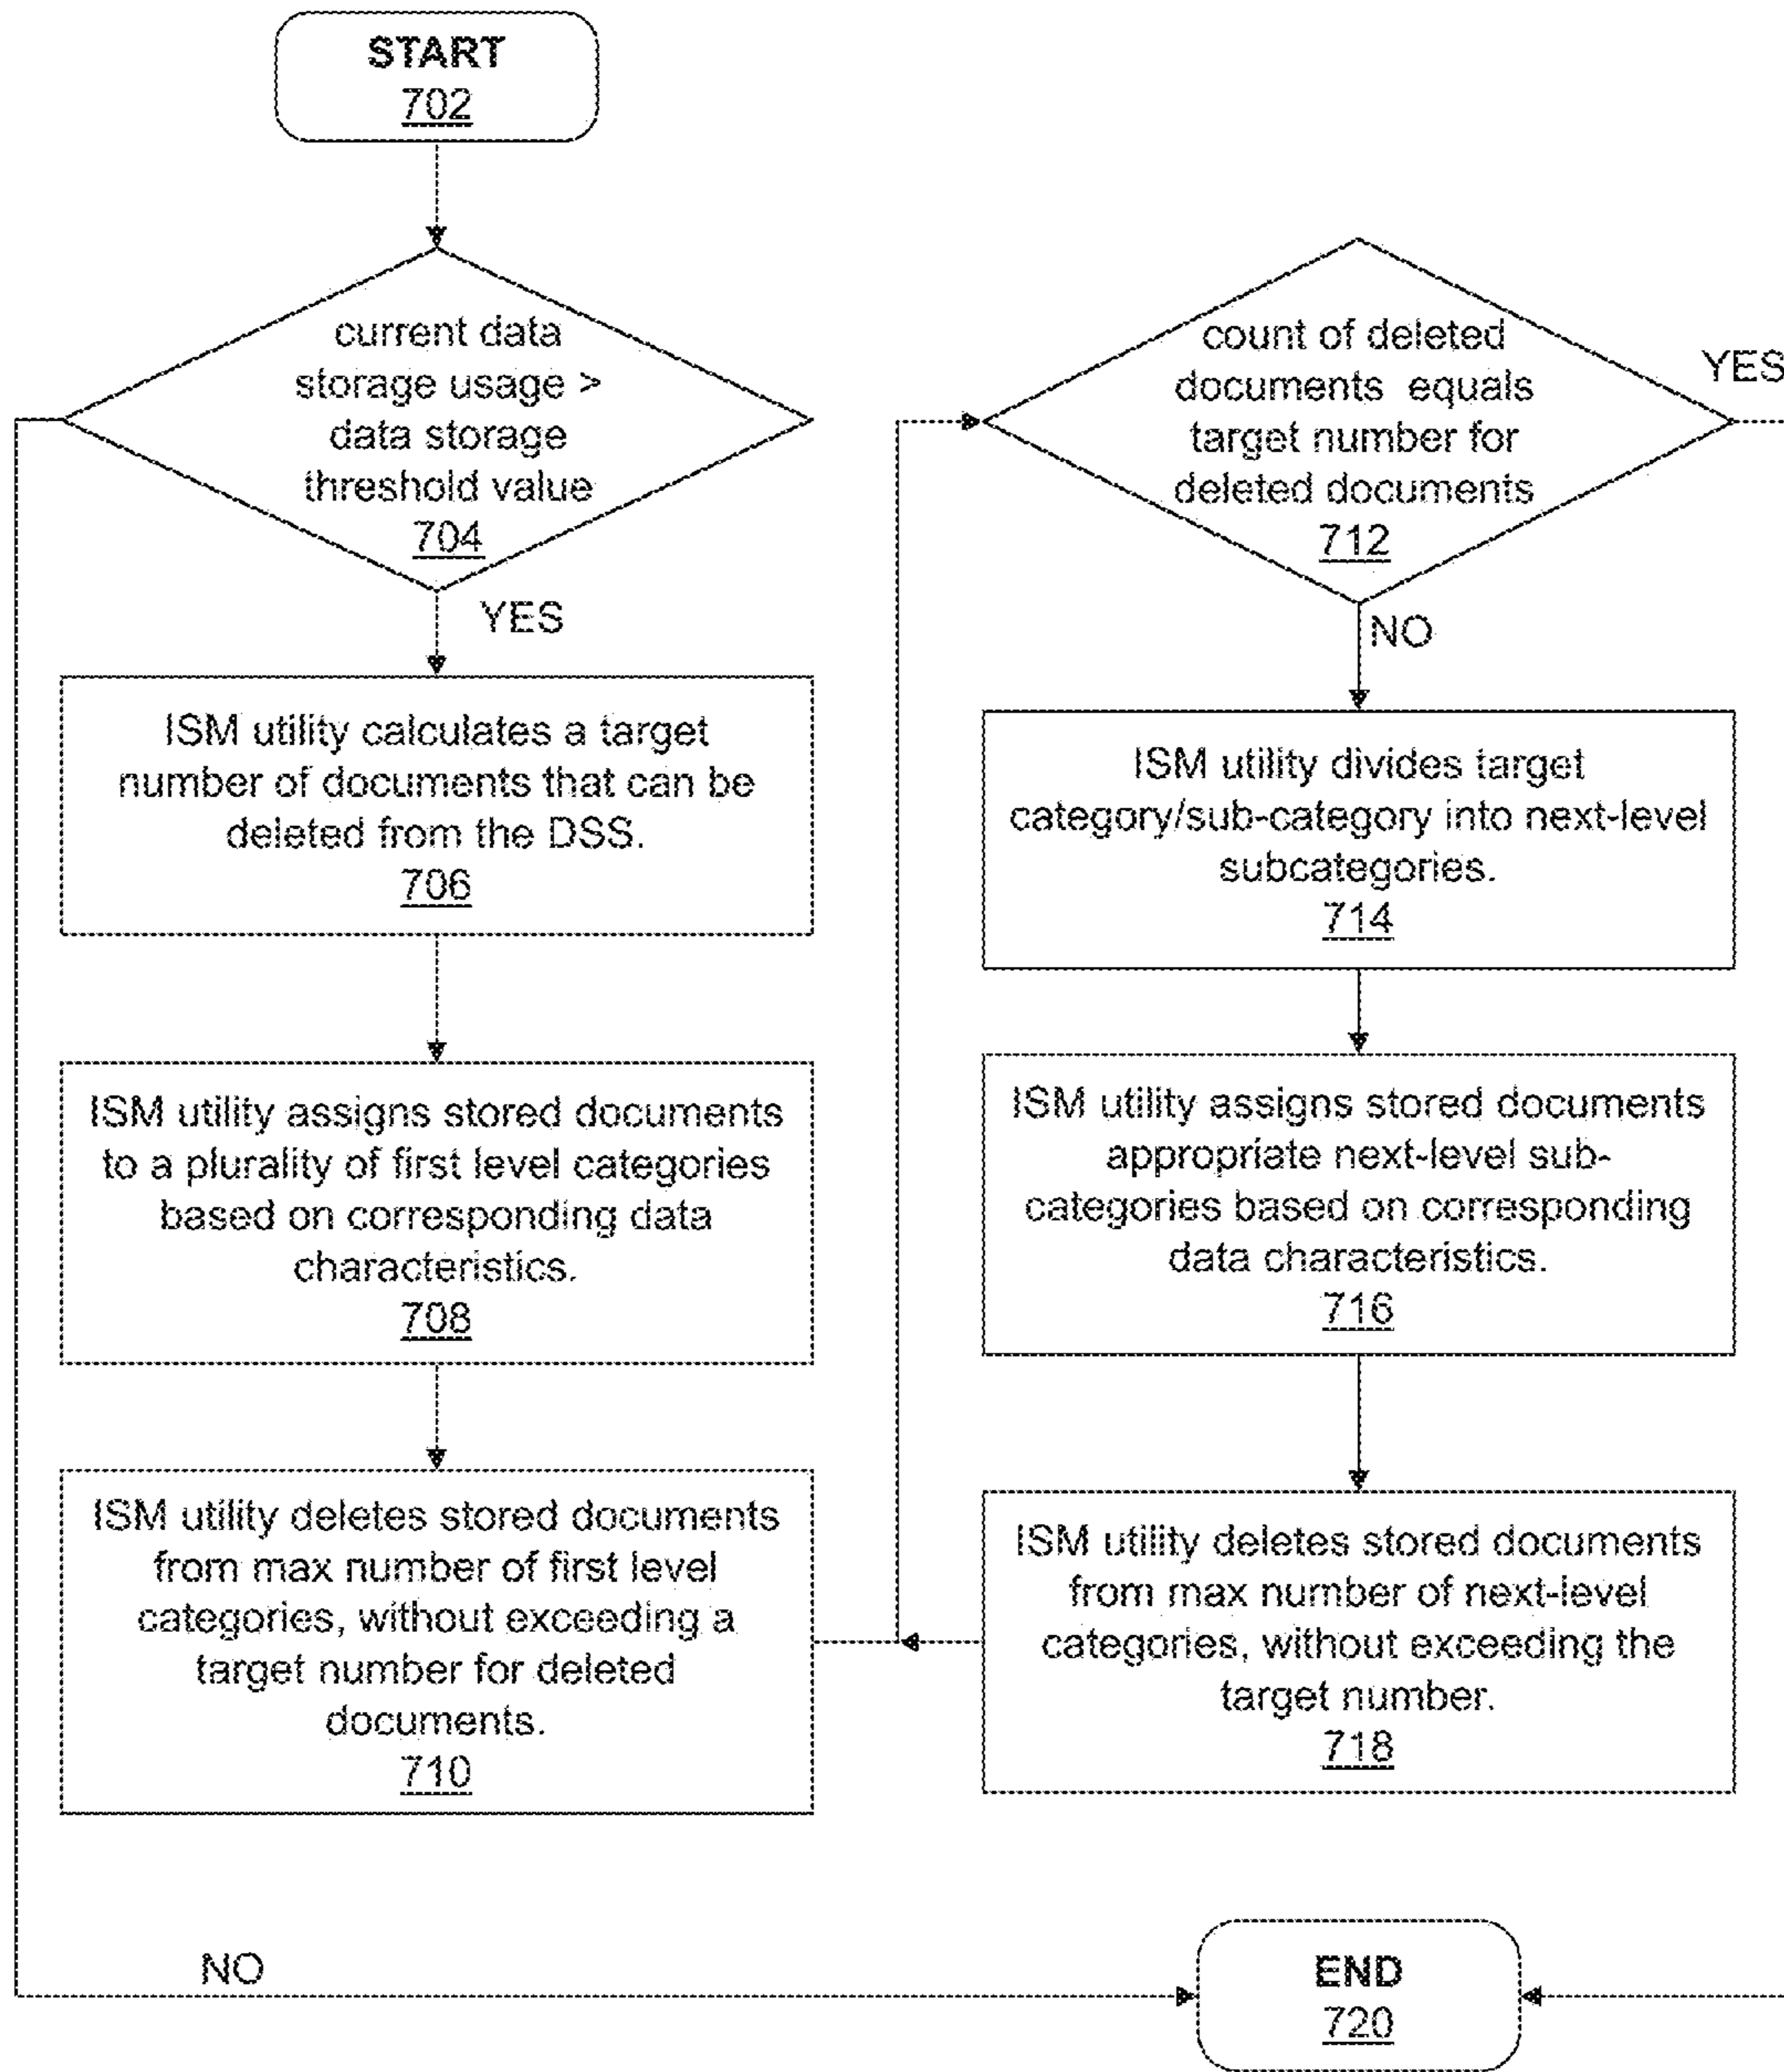 START
702
current data
storage usage >
data storage
threshold value
704
YES
ISM utility calculates a target
number of documents that can be
deleted from the DSS.
706
ISM utility assigns stored documents
to a plurality of first level categories
based on corresponding data
characteristics.
708
ISM utility deletes stored documents
from max number of first level
categories, without exceeding a
target number for deleted
documents.
710
NO
count of deleted
documents equals
target number for
deleted documents
712
YES
NO
ISM utility divides target
category/sub-category into next-level
subcategories.
714
ISM utility assigns stored documents
appropriate next-level sub-
categories based on corresponding
data characteristics.
716
ISM utility deletes stored documents
from max number of next-level
categories, without exceeding the
target number.
718
END
720